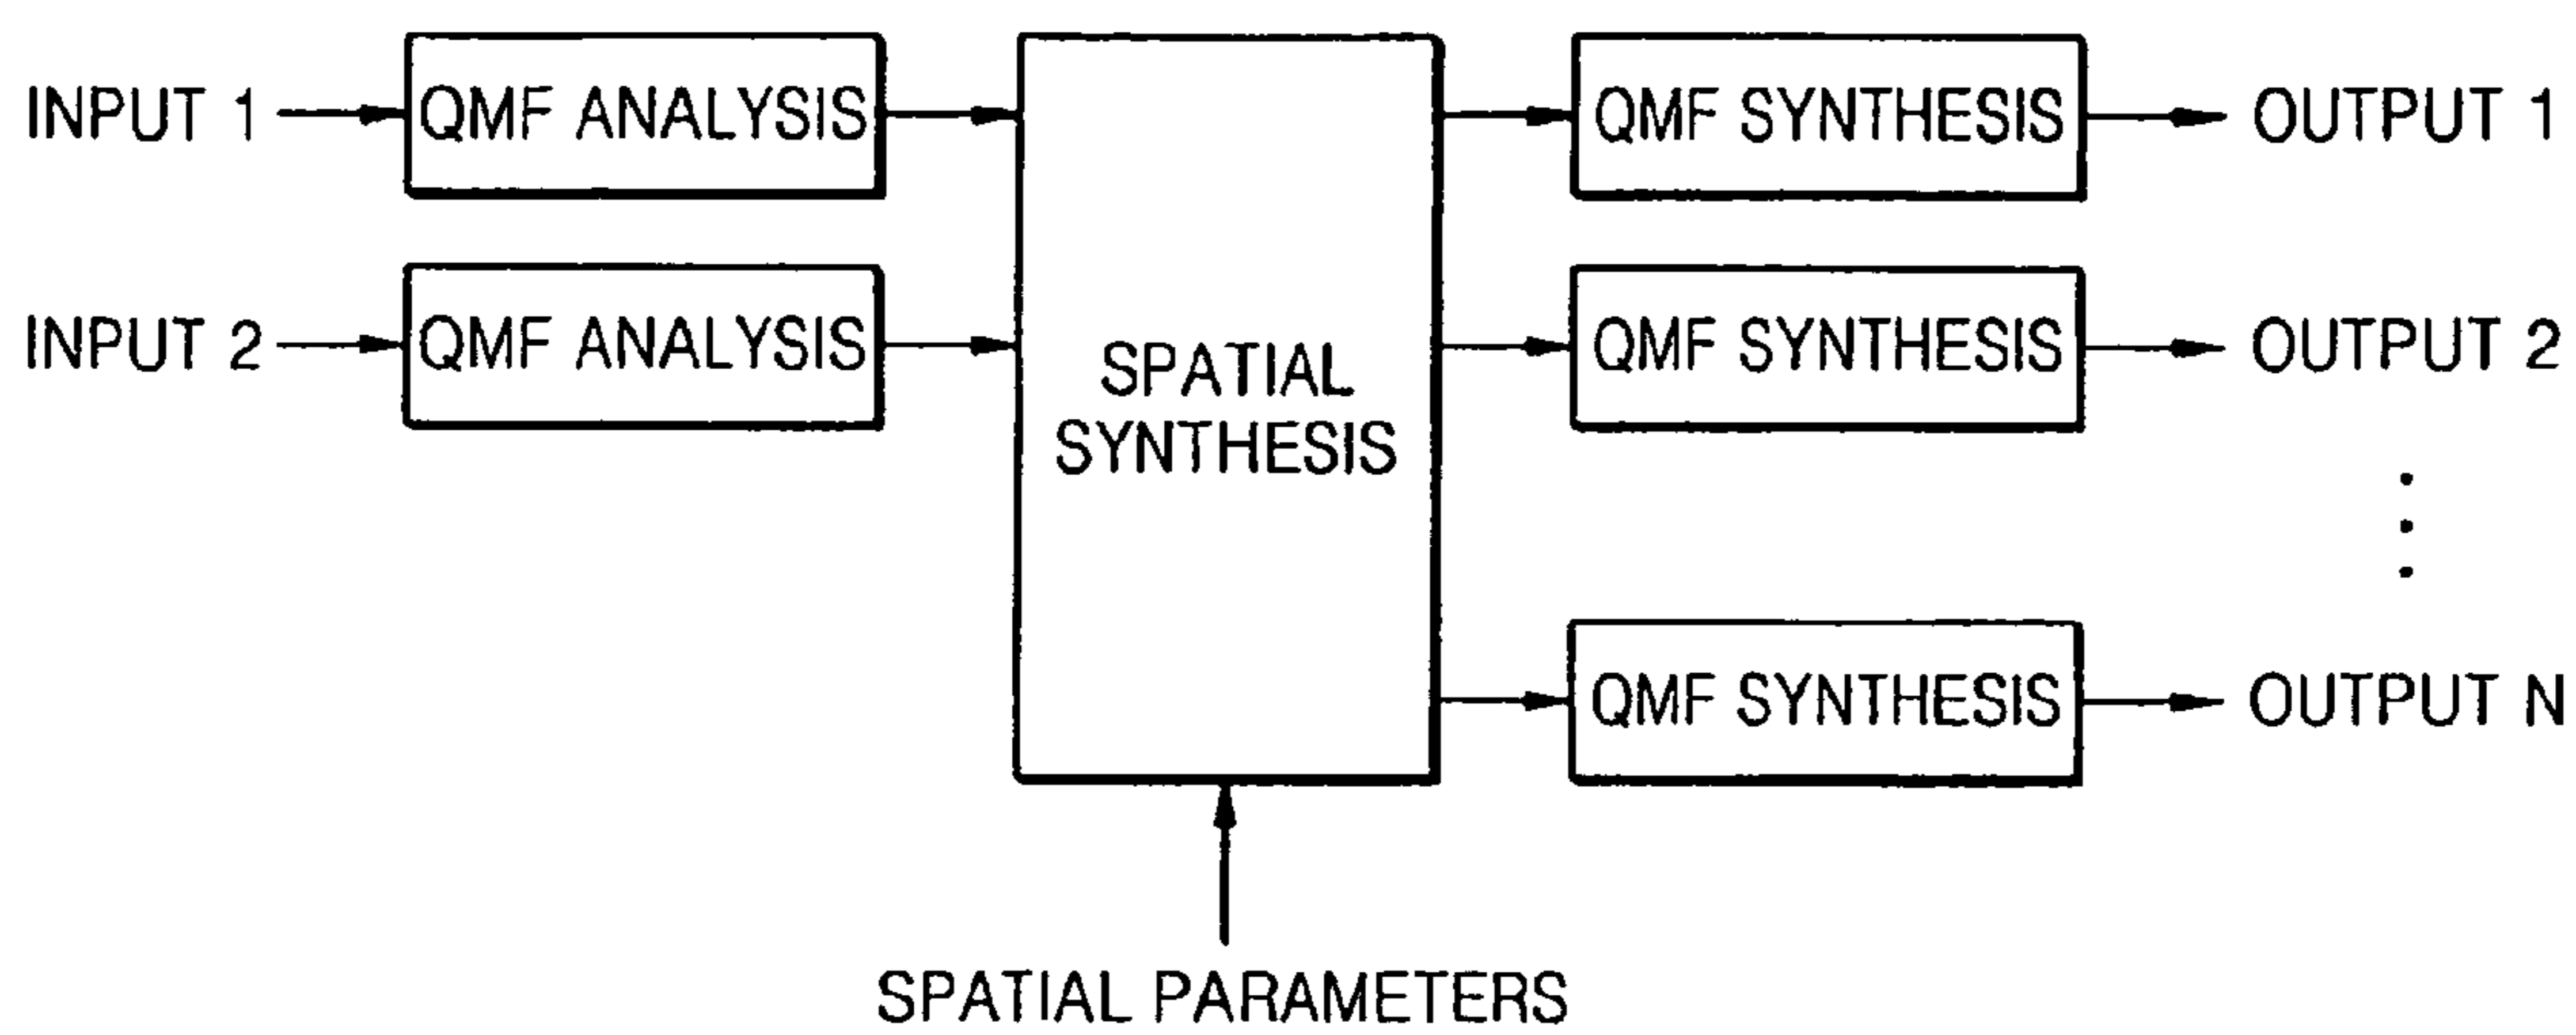 INPUT 1
QMF ANALYSIS
QMF SYNTHESIS
OUTPUT 1
INPUT 2
QMF ANALYSIS
SPATIAL
SYNTHESIS
QMF SYNTHESIS
OUTPUT 2
QMF SYNTHESIS
OUTPUT N
SPATIAL PARAMETERS